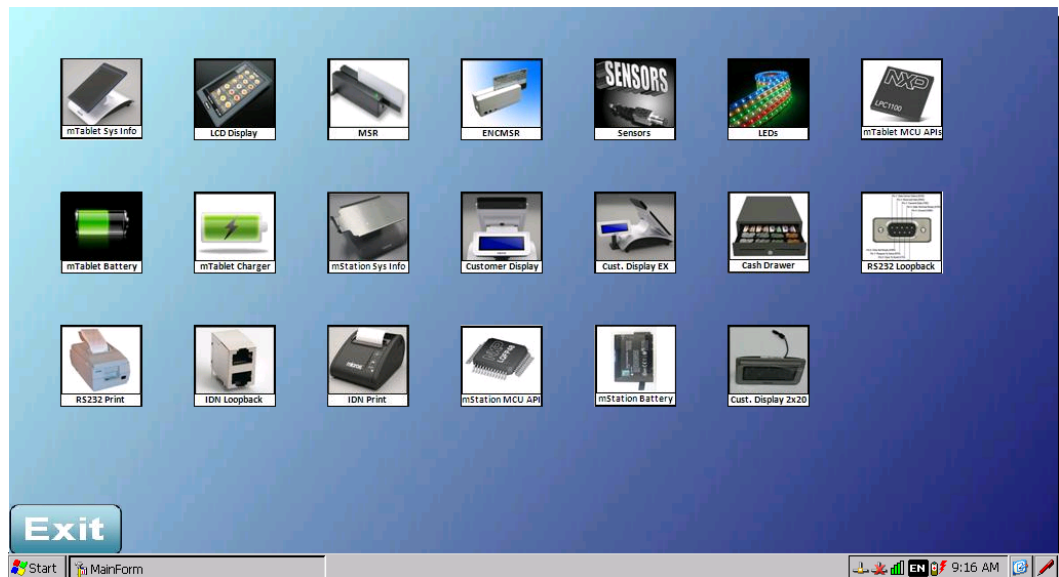 SENSORS
NXP
LPC1100
mTablet Sys Info
LCD Display
MSR
ENCMSR
Sensors
LEDs
mTablet MCU APIs
mTablet Battery
mTablet Charger
mStation Sys Info
Customer Display
Cust. Display EX
Cash Drawer
RS232 Loopback
micros
LQFP48
RS232 Print
IDN Loopback
IDN Print
mStation MCU API
mStation Battery
Cust. Display 2x20
Exit
Start
MainForm
EN
9:16 AM